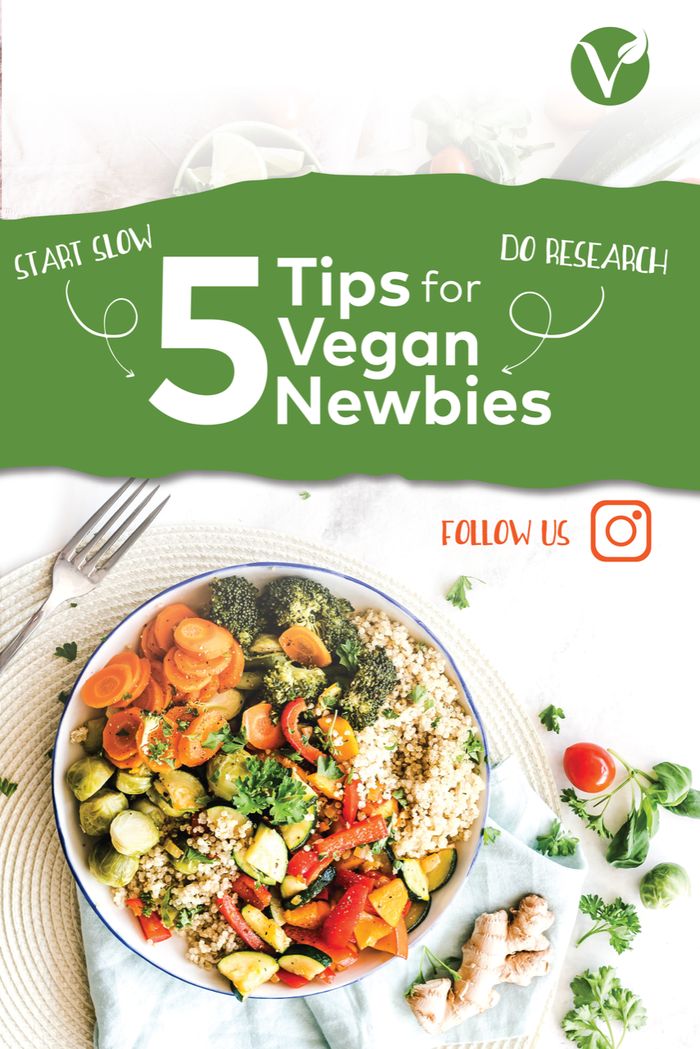 START SLOW
DO RESEARCH
5 Tips for
Vegan
Newbies
FOLLOW US